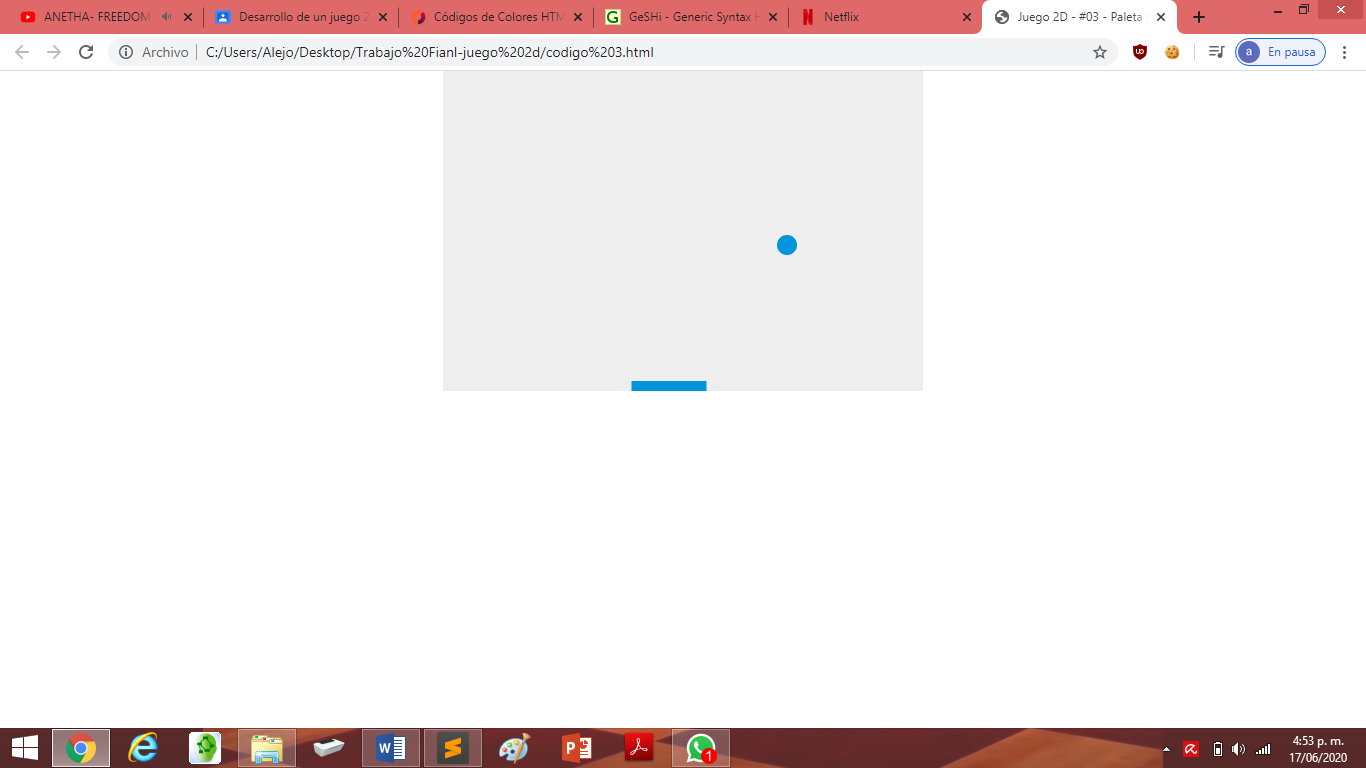 ANETHA- FREEDOM
Desarrollo de un juego 2
Códigos de Colores HTM
GeSHi - Generic Syntax H
Netflix
Juego 2D - #03 - Paleta
Archivo
C:/Users/Alejo/Desktop/Trabajo%20Fianl-juego%202d/codigo%203.html
a
En pausa
1
4:53 p. m.
17/06/2020